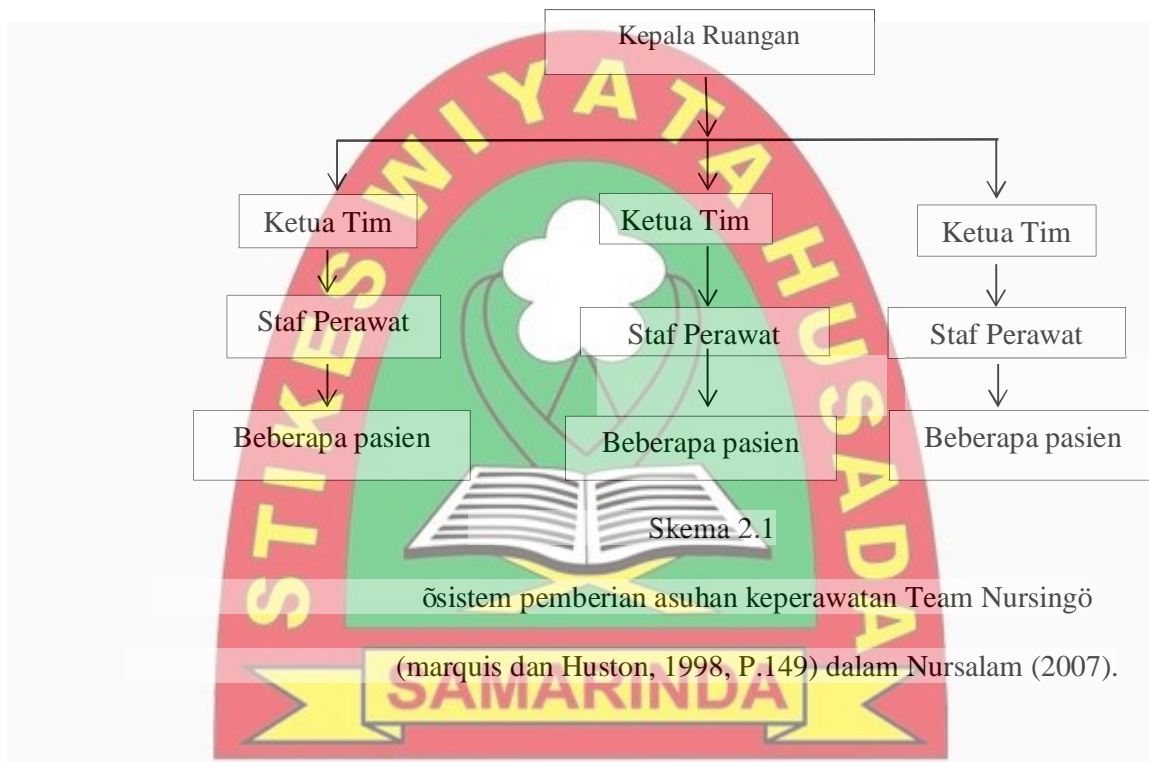 Kepala Ruangan
Ketua Tim
Ketua Tim
Ketua Tim
Staf Perawat
Staf Perawat
Staf Perawat
Beberapa pasien
Beberapa pasien
Beberapa pasien
Skema 2.1
õsistem pemberian asuhan keperawatan Team Nursingö
(marquis dan Huston, 1998, P.149) dalam Nursalam (2007).
STIKES WIYATA HUSADA
SAMARINDA